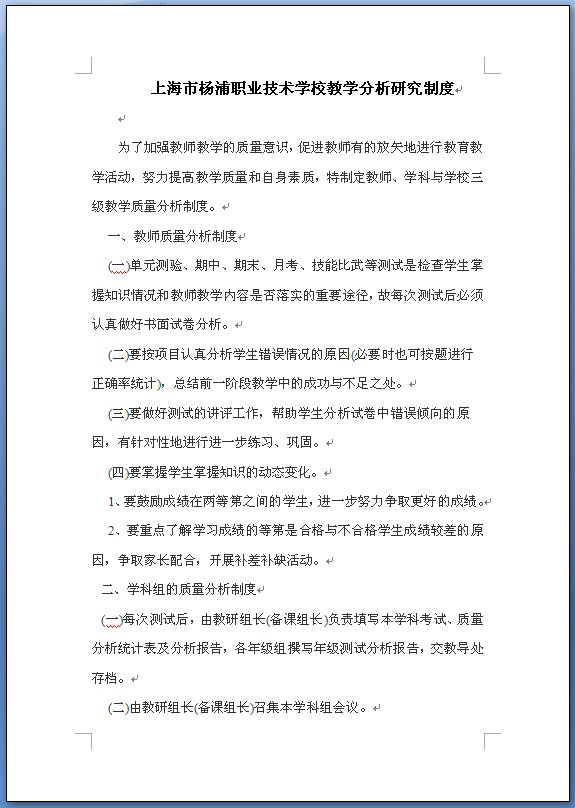 上海市杨浦职业技术学校教学分析研究制度
为了加强教师教学的质量意识，促进教师有的放矢地进行教育教
学活动，努力提高教学质量和自身素质，特制定教师、学科与学校三
级教学质量分析制度。
一、教师质量分析制度
(一)单元测验、期中、期末、月考、技能比武等测试是检查学生掌
握知识情况和教师教学内容是否落实的重要途径，故每次测试后必须
认真做好书面试卷分析。
(二)要按项目认真分析学生错误情况的原因(必要时也可按题进行
正确率统计)，总结前一阶段教学中的成功与不足之处。
(三)要做好测试的讲评工作，帮助学生分析试卷中错误倾向的原
因，有针对性地进行进一步练习、巩固。
(四)要掌握学生掌握知识的动态变化。
1、要鼓励成绩在两等第之间的学生，进一步努力争取更好的成绩。
2、要重点了解学习成绩的等第是合格与不合格学生成绩较差的原
因，争取家长配合，开展补差补缺活动。
二、学科组的质量分析制度
(一)每次测试后，由教研组长(备课组长)负责填写本学科考试、质量
分析统计表及分析报告，各年级组撰写年级测试分析报告，交教导处
存档。
(二)由教研组长(备课组长)召集本学科组会议。